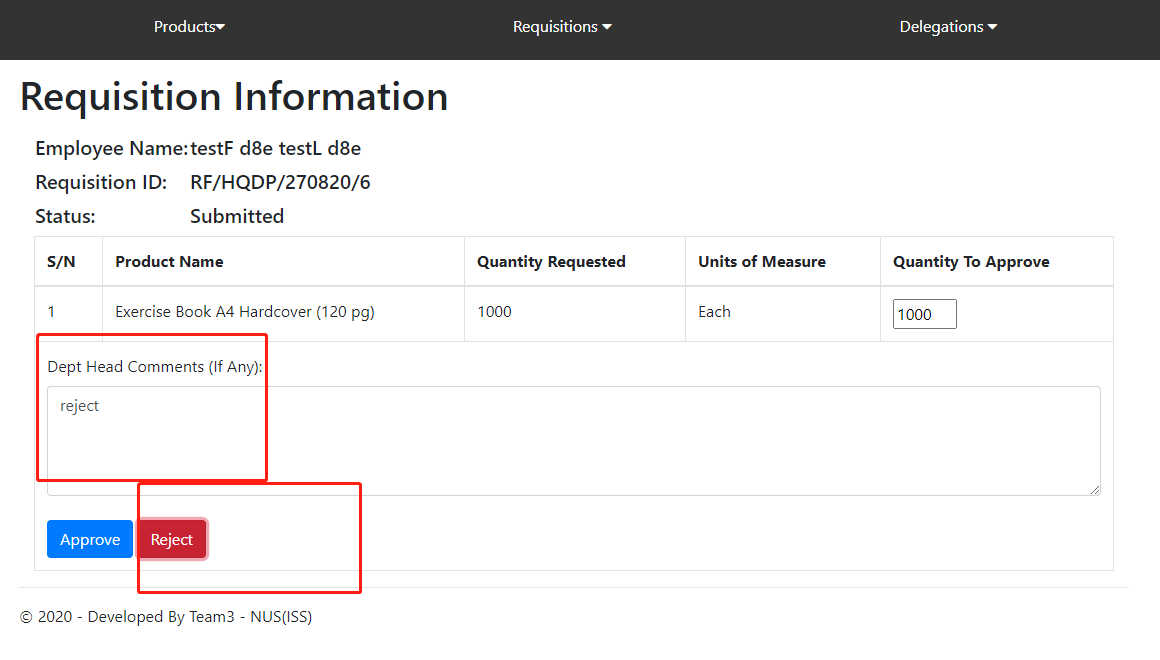 Products Requisitions Delegations
Requisition Information
Employee Name: testF d8e testL d8e
Requisition ID: RF/HQDP/270820/6
Status: Submitted
S/N Product Name Quantity Requested Units of Measure Quantity To Approve
1 Exercise Book A4 Hardcover (120 pg) 1000 Each 1000
Dept Head Comments (If Any):
reject
Approve Reject
© 2020 - Developed By Team3 - NUS(ISS)